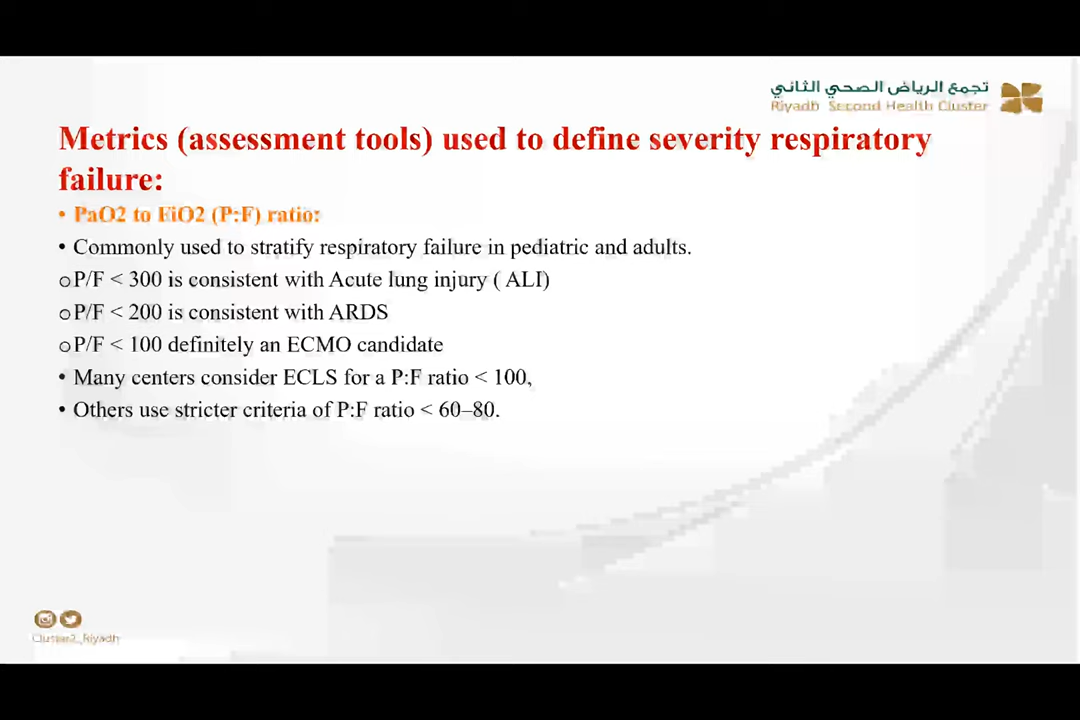 تجمع الرياض الصحي الثاني
Riyadh Second Health Cluster
Metrics (assessment tools) used to define severity respiratory
failure:
• PaO2 to FiO2 (P:F) ratio:
• Commonly used to stratify respiratory failure in pediatric and adults.
oP/F < 300 is consistent with Acute lung injury ( ALI)
oP/F < 200 is consistent with ARDS
oP/F < 100 definitely an ECMO candidate
• Many centers consider ECLS for a P:F ratio < 100,
• Others use stricter criteria of P:F ratio < 60–80.
Cluster2_Riyadh